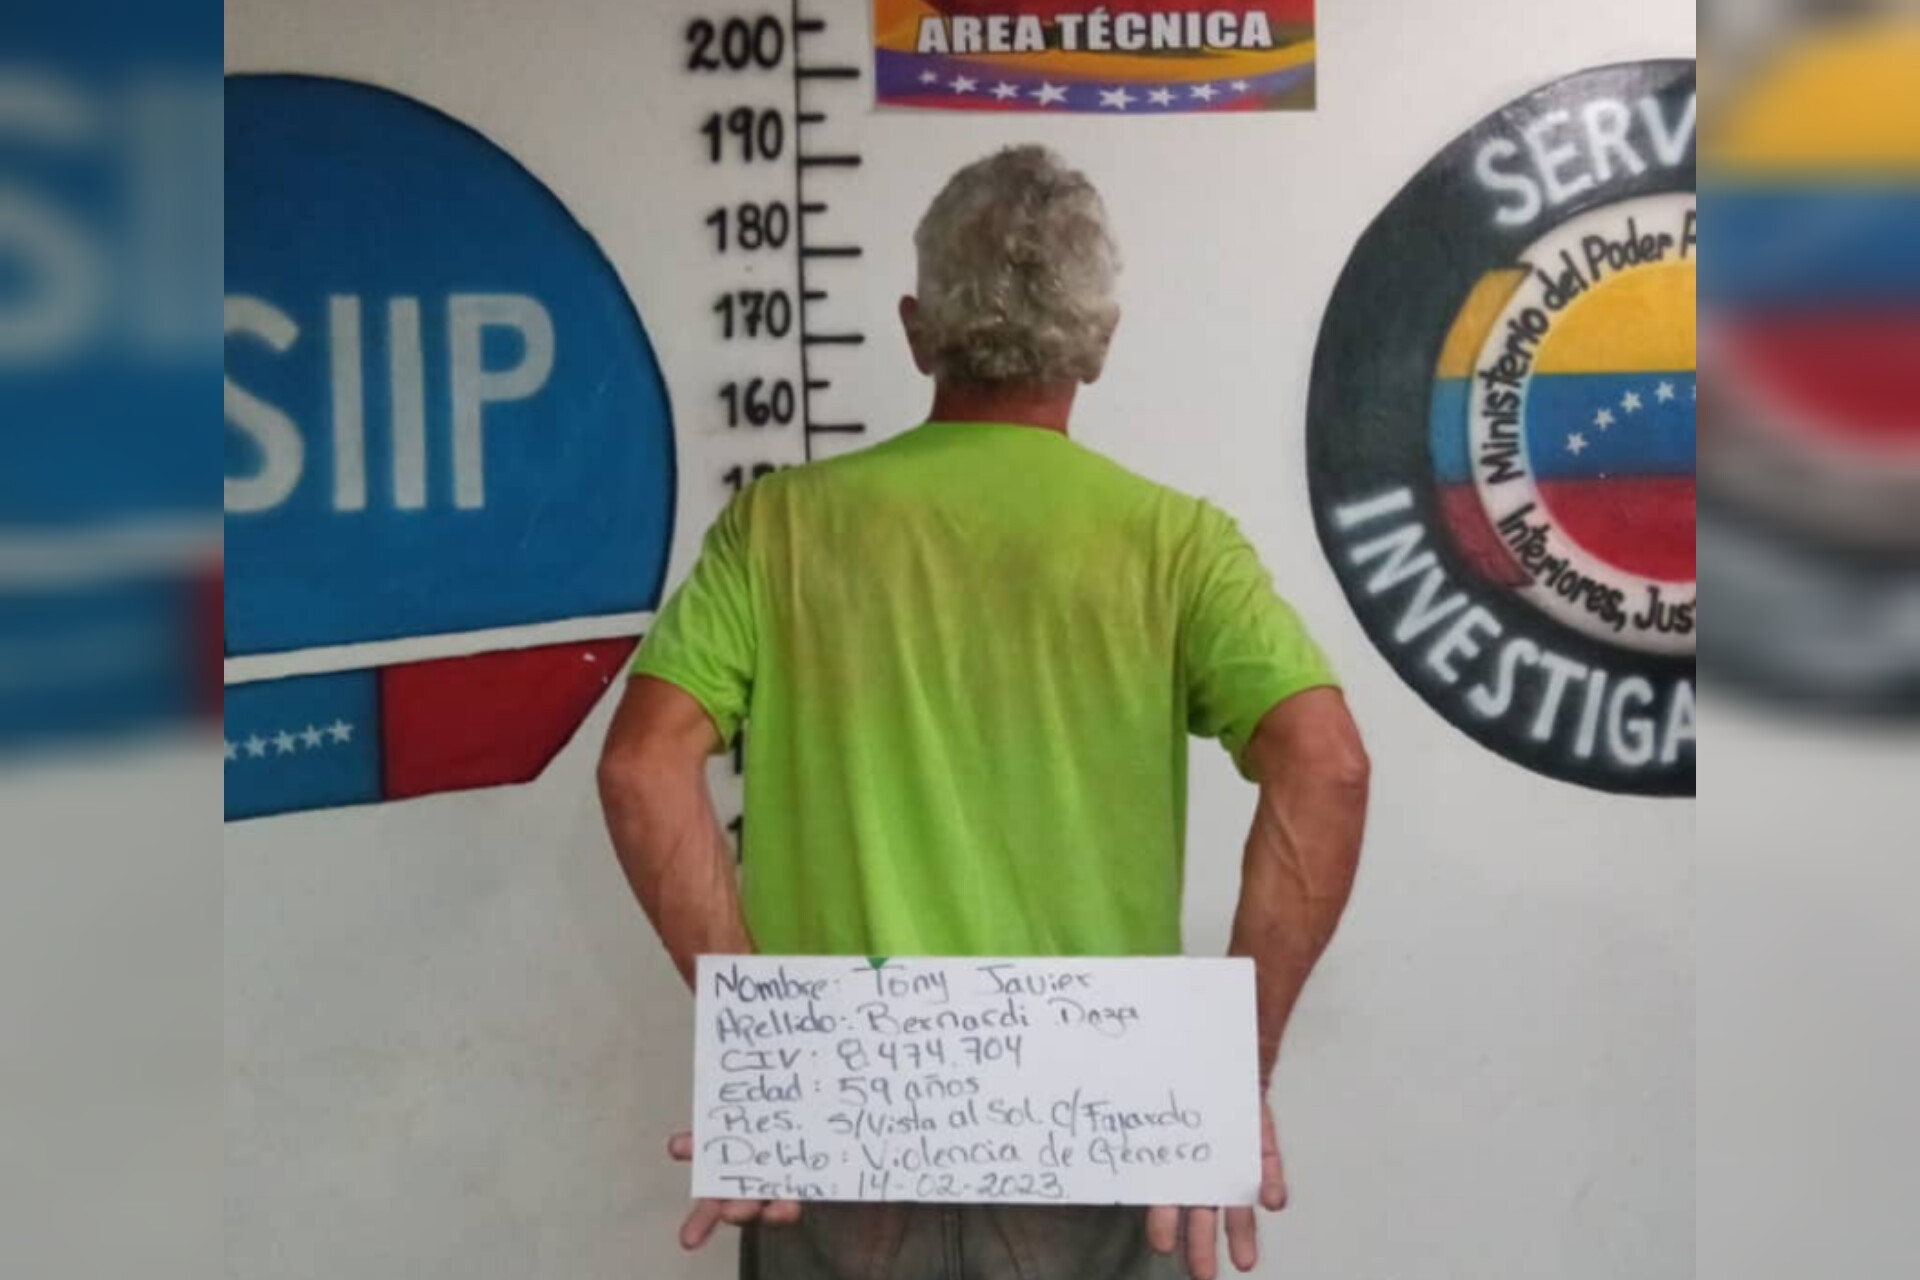 AREA TÉCNICA
200
190
180
170
160
SIIP
SERV
Ministerio del Poder P
Interiores, Jus
INVESTIGA
Nombre: Tony Javier
Apellido: Bernardi Daza
CIV: 8.474.704
Edad: 59 años
Res. S/Vista al Sol. C/Fajardo
Delito: Violencia de Genero
Fecha: 14-02-2023